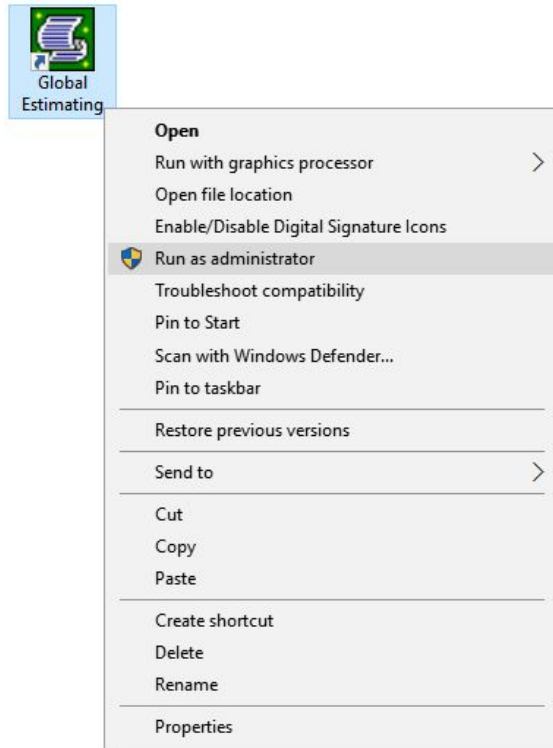 Global
Estimating
Open
Run with graphics processor
Open file location
Enable/Disable Digital Signature Icons
Run as administrator
Troubleshoot compatibility
Pin to Start
Scan with Windows Defender...
Pin to taskbar
Restore previous versions
Send to
Cut
Copy
Paste
Create shortcut
Delete
Rename
Properties